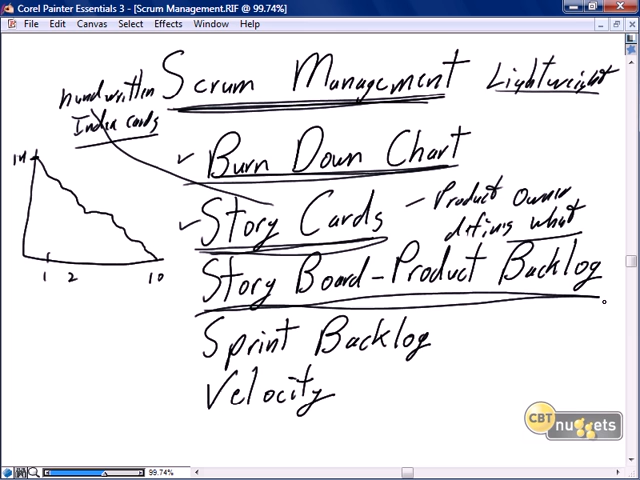 Corel Painter Essentials 3 - [Scrum Management.RIF @ 99.74%]
File Edit Canvas Select Effects Window Help
Scrum Management Lightweight
handwritten
Index cards
Burn Down Chart
Story Cards - Product Owner
defines what
Story Board - Product Backlog
Sprint Backlog
Velocity
1 2 10
CBT
nuggets
99.74%